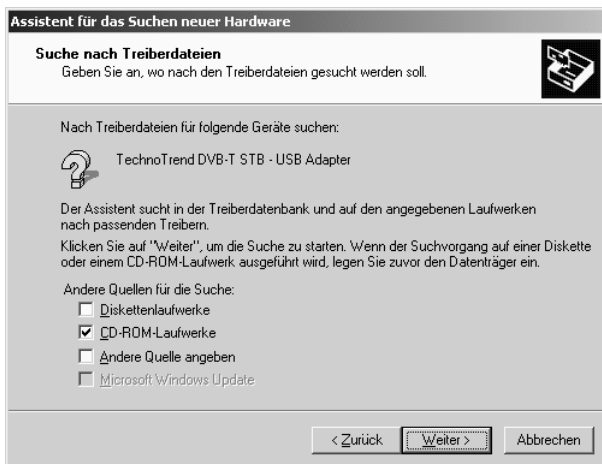 Assistent für das Suchen neuer Hardware
Suche nach Treiberdateien
Geben Sie an, wo nach den Treiberdateien gesucht werden soll.
Nach Treiberdateien für folgende Geräte suchen:
TechnoTrend DVB-T STB - USB Adapter
Der Assistent sucht in der Treiberdatenbank und auf den angegebenen Laufwerken
nach passenden Treibern.
Klicken Sie auf "Weiter", um die Suche zu starten. Wenn der Suchvorgang auf einer Diskette
oder einem CD-ROM-Laufwerk ausgeführt wird, legen Sie zuvor den Datenträger ein.
Andere Quellen für die Suche:
Diskettenlaufwerke
CD-ROM-Laufwerke
Andere Quelle angeben
Microsoft Windows Update
< Zurück Weiter > Abbrechen